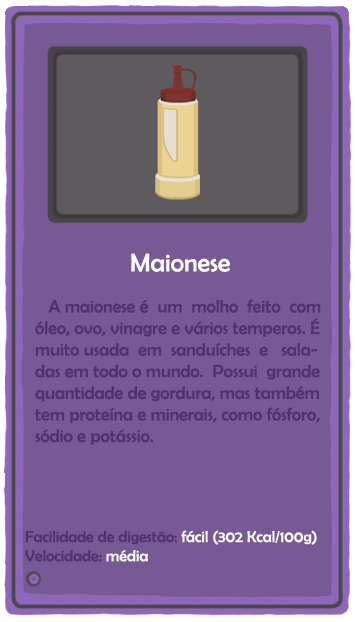 Maionese
A maionese é um molho feito com
óleo, ovo, vinagre e vários temperos. É
muito usada em sanduíches e sala-
das em todo o mundo. Possui grande
quantidade de gordura, mas também
tem proteína e minerais, como fósforo,
sódio e potássio.
Facilidade de digestão: fácil (302 Kcal/100g)
Velocidade: média